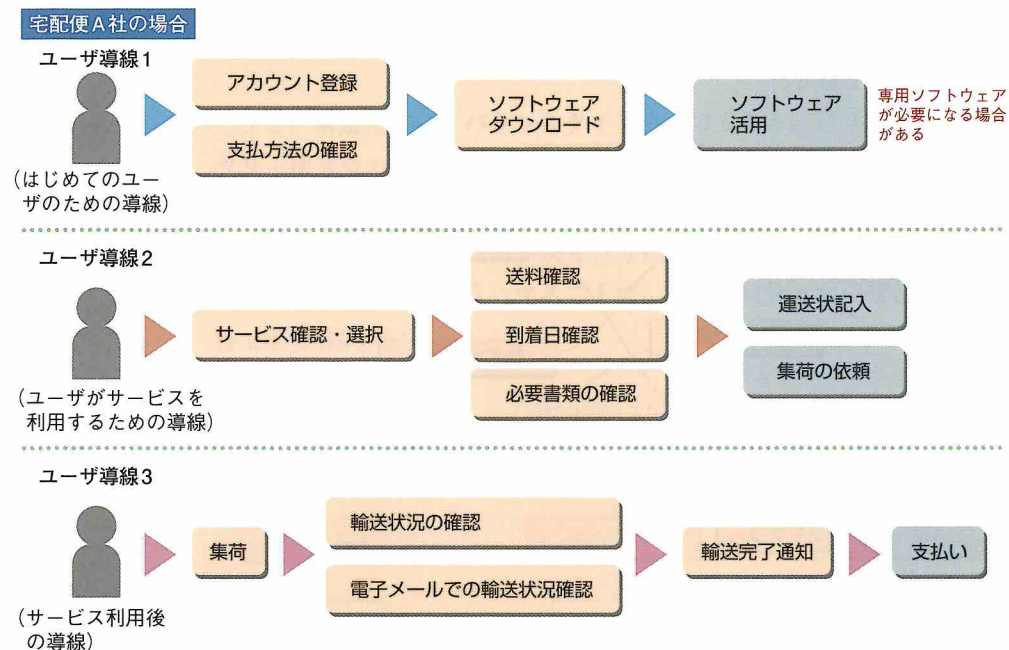 宅配便A社の場合
ユーザ導線1
アカウント登録
支払方法の確認
ソフトウェア
ダウンロード
ソフトウェア
活用
専用ソフトウェア
が必要になる場合
がある
(はじめてのユー
ザのための導線)
ユーザ導線2
サービス確認・選択
送料確認
到着日確認
必要書類の確認
運送状記入
集荷の依頼
(ユーザがサービスを
利用するための導線)
ユーザ導線3
集荷
輸送状況の確認
電子メールでの輸送状況確認
輸送完了通知
支払い
(サービス利用後
の導線)